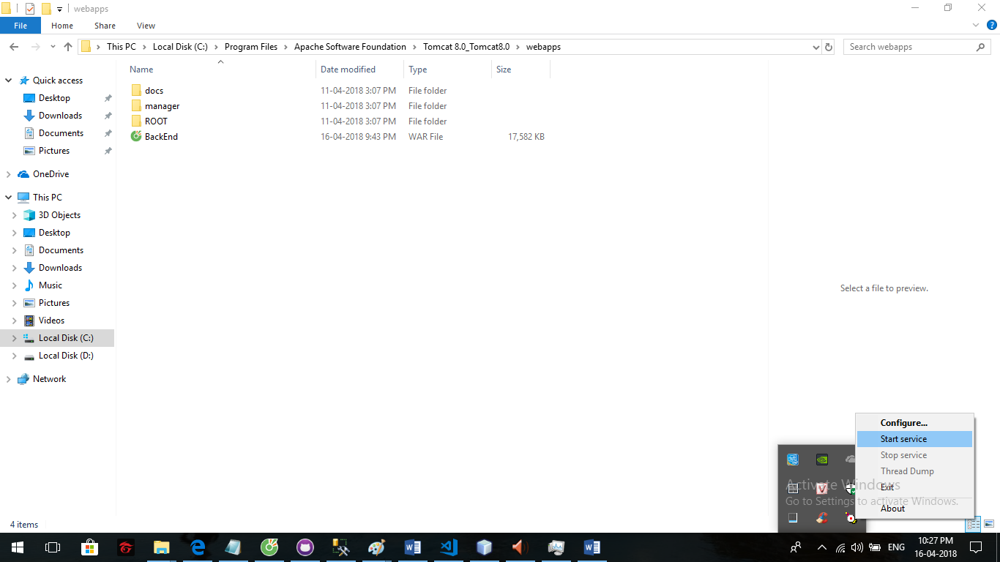 webapps
File Home Share View
This PC Local Disk (C:) Program Files Apache Software Foundation Tomcat 8.0_Tomcat8.0 webapps
Search webapps
Name Date modified Type Size
Quick access
Desktop
Downloads
Documents
Pictures
OneDrive
This PC
3D Objects
Desktop
Documents
Downloads
Music
Pictures
Videos
Local Disk (C:)
Local Disk (D:)
Network
docs 11-04-2018 3:07 PM File folder
manager 11-04-2018 3:07 PM File folder
ROOT 11-04-2018 3:07 PM File folder
BackEnd 16-04-2018 9:43 PM WAR File 17,582 KB
Select a file to preview.
Configure...
Start service
Stop service
Thread Dump
Exit
About
Activate Windows
Go to Settings to activate Windows.
4 items
ENG
10:27 PM
16-04-2018